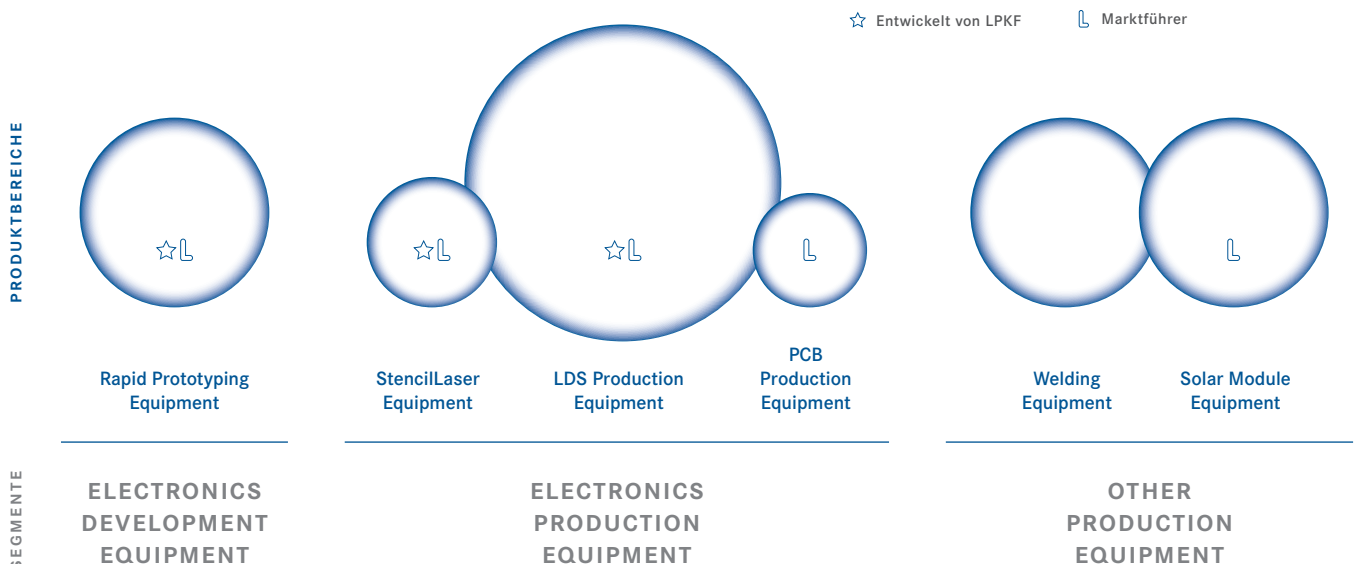 Entwickelt von LPKF
Marktführer
PRODUKTBEREICHE
Rapid Prototyping
Equipment
StencilLaser
Equipment
LDS Production
Equipment
PCB
Production
Equipment
Welding
Equipment
Solar Module
Equipment
SEGMENTE
ELECTRONICS
DEVELOPMENT
EQUIPMENT
ELECTRONICS
PRODUCTION
EQUIPMENT
OTHER
PRODUCTION
EQUIPMENT